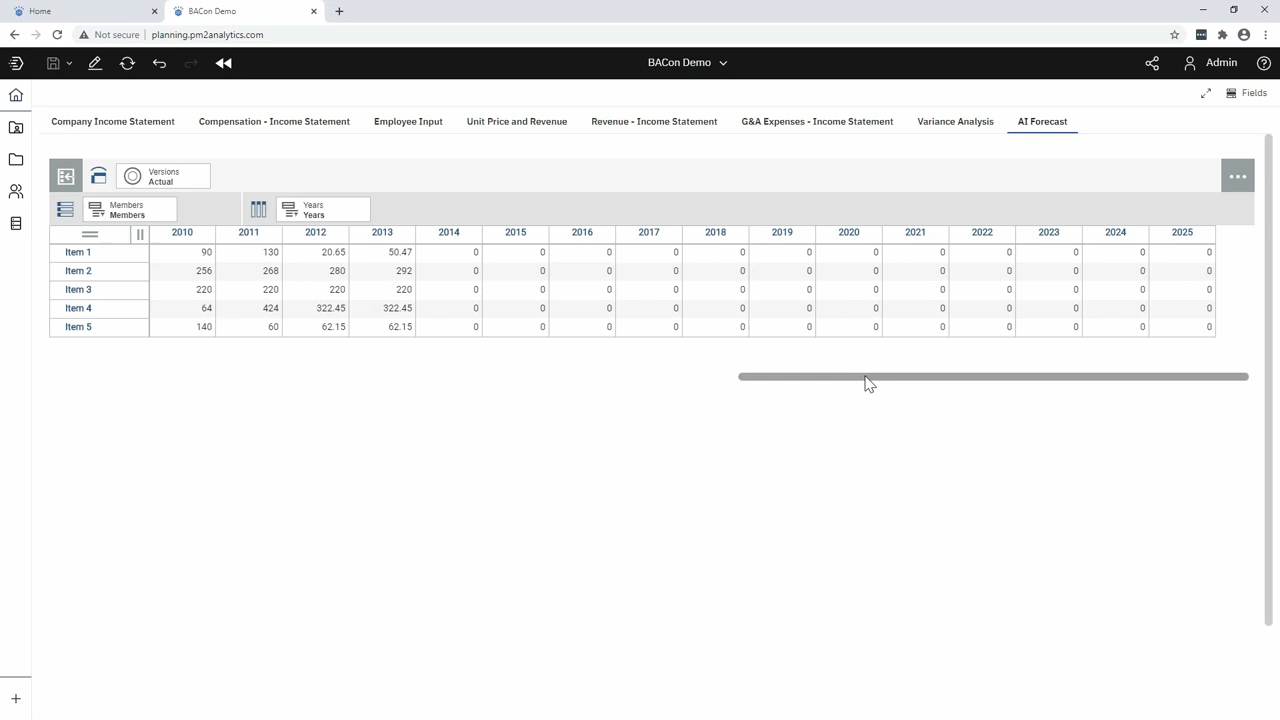 Home
BACon Demo
Not secure | planning.pm2analytics.com
BACon Demo
Admin
Fields
Company Income Statement Compensation - Income Statement Employee Input Unit Price and Revenue Revenue - Income Statement G&A Expenses - Income Statement Variance Analysis AI Forecast
Versions
Actual
Members
Members
Years
Years
2010 2011 2012 2013 2014 2015 2016 2017 2018 2019 2020 2021 2022 2023 2024 2025
Item 1 90 130 20.65 50.47 0 0 0 0 0 0 0 0 0 0 0 0
Item 2 256 268 280 292 0 0 0 0 0 0 0 0 0 0 0 0
Item 3 220 220 220 220 0 0 0 0 0 0 0 0 0 0 0 0
Item 4 64 424 322.45 322.45 0 0 0 0 0 0 0 0 0 0 0 0
Item 5 140 60 62.15 62.15 0 0 0 0 0 0 0 0 0 0 0 0